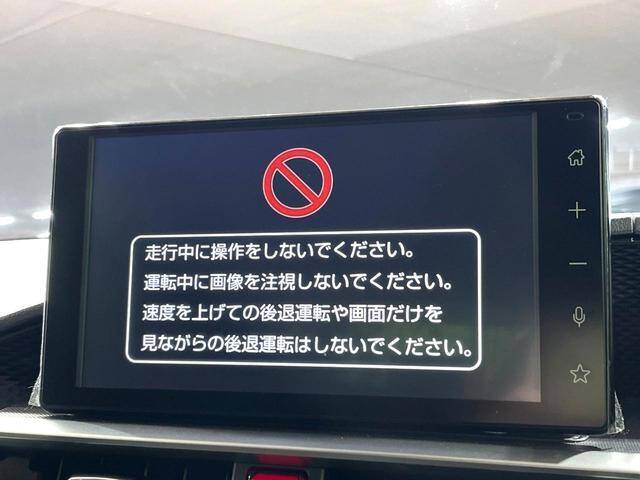 走行中に操作をしないでください。
運転中に画像を注視しないでください。
速度を上げての後退運転や画面だけを
見ながらの後退運転はしないでください。